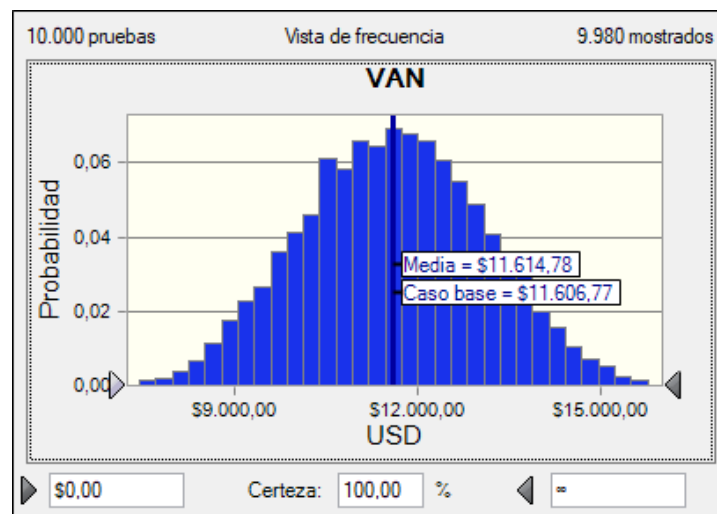 10.000 pruebas Vista de frecuencia 9.980 mostrados
VAN
Probabilidad
0,06
0,04
0,02
0,00
Media = $11.614,78
Caso base = $11.606,77
$9.000,00 $12.000,00 $15.000,00
USD
$0,00 Certeza: 100,00 % ∞